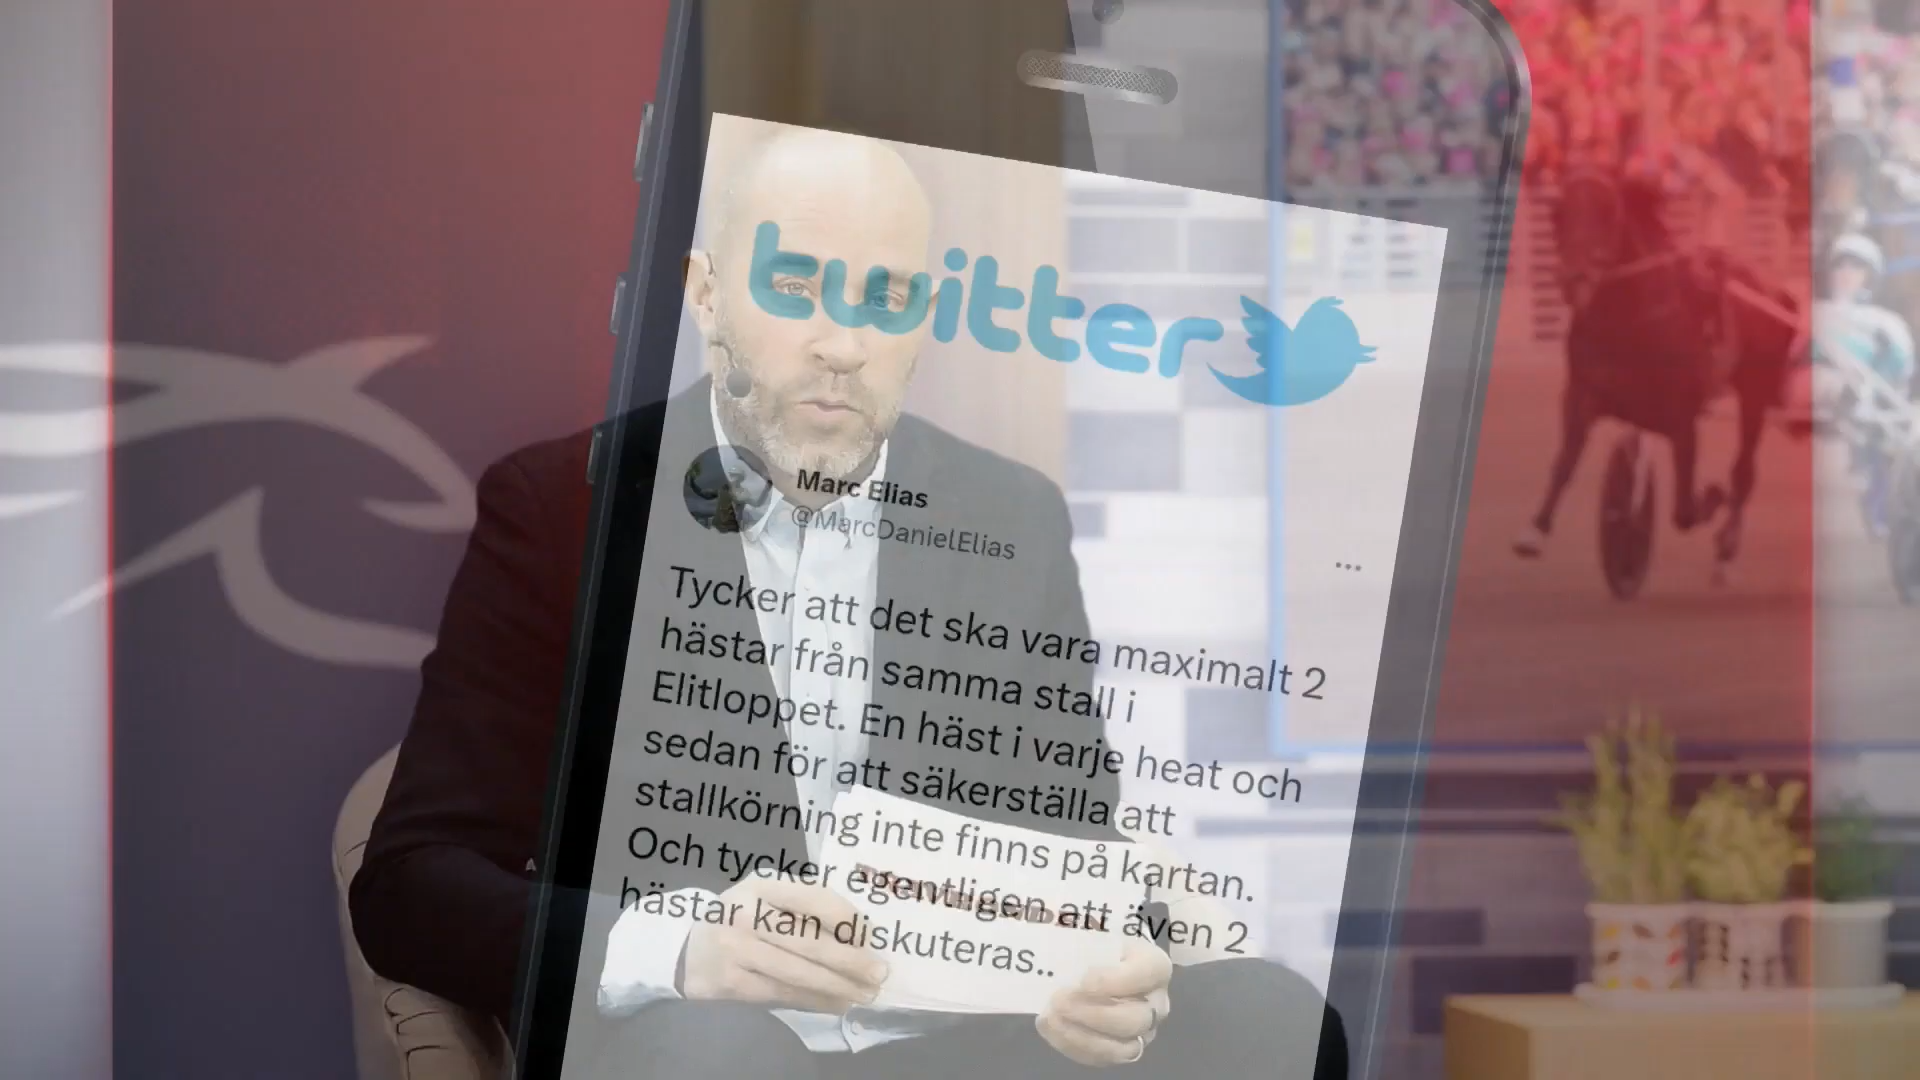 twitter
Marc Elias
@MarcDanielElias
Tycker att det ska vara maximalt 2
hästar från samma stall i
Elitloppet. En häst i varje heat och
sedan för att säkerställa att
stallkörning inte finns på kartan.
Och tycker egentligen att även 2
hästar kan diskuteras..